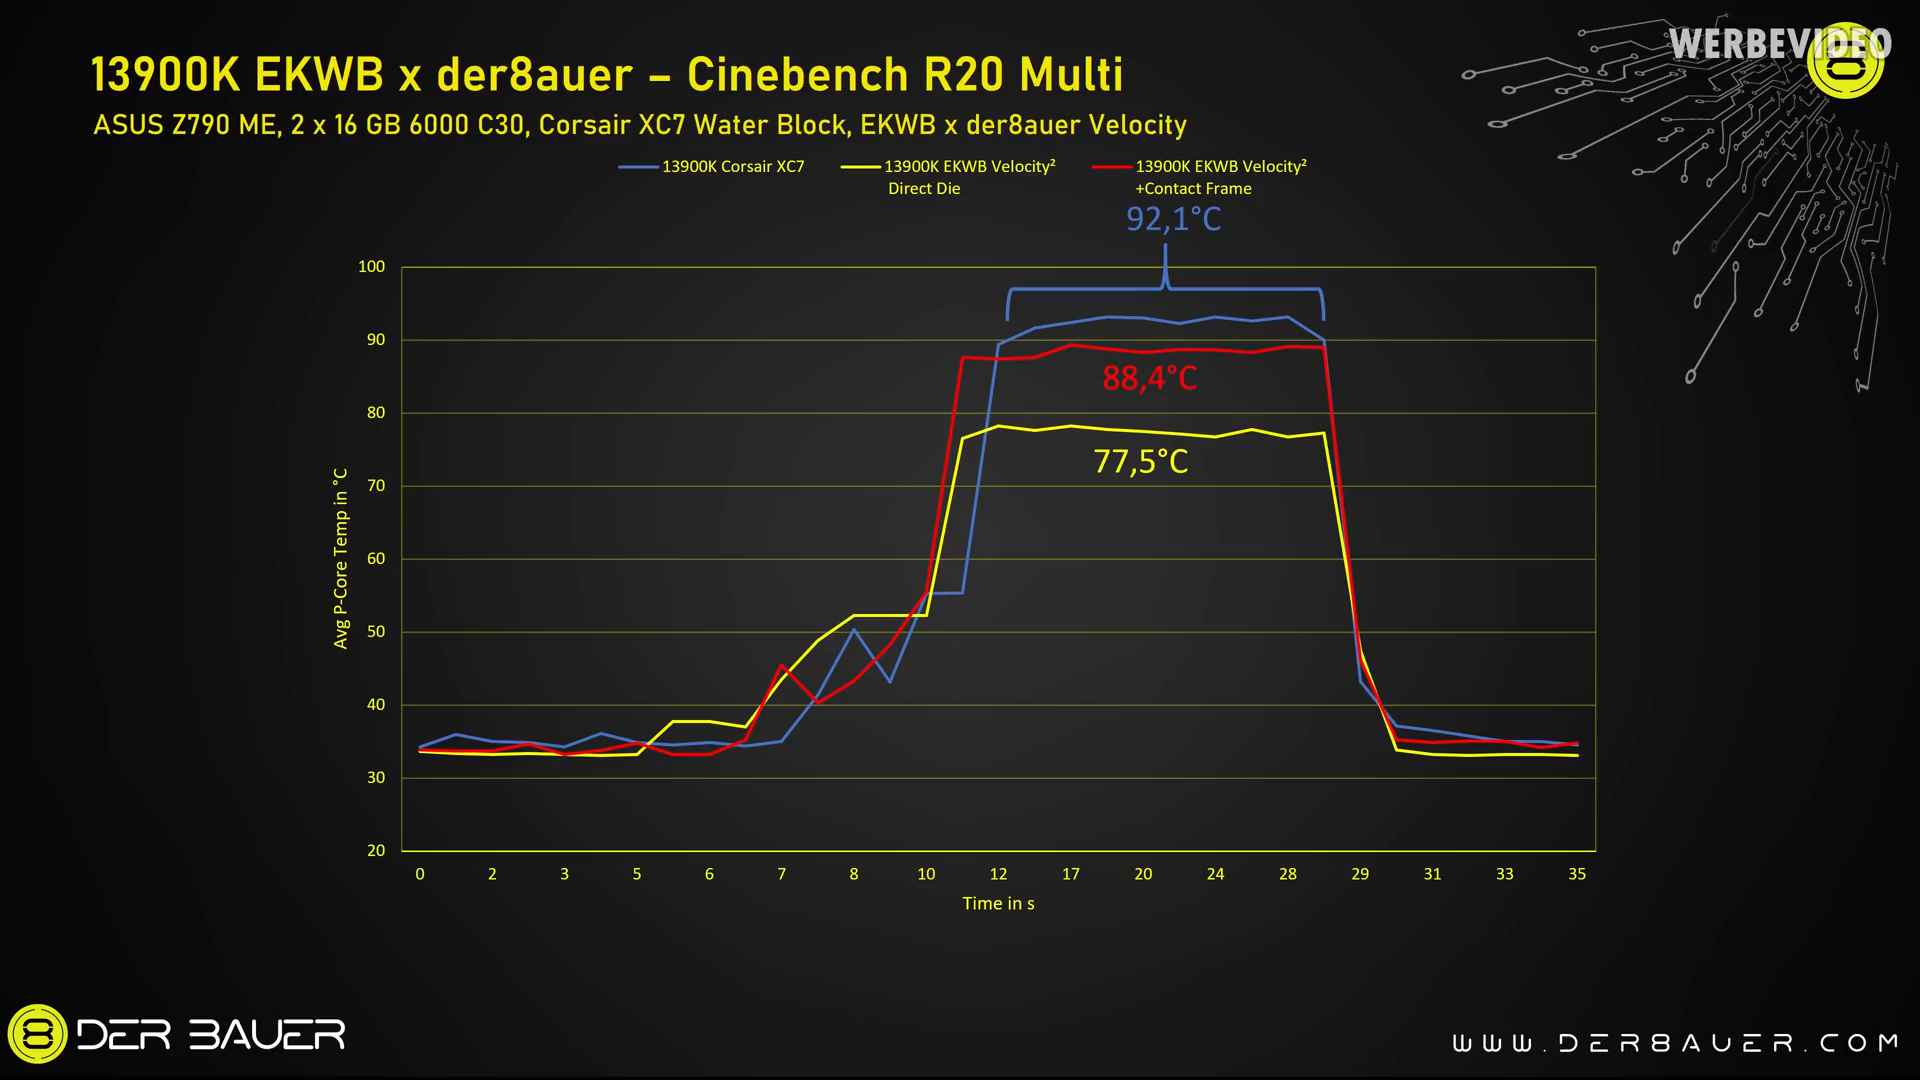 WERBEVIDEO
13900K EKWB x der8auer – Cinebench R20 Multi
ASUS Z790 ME, 2 x 16 GB 6000 C30, Corsair XC7 Water Block, EKWB x der8auer Velocity
13900K Corsair XC7
13900K EKWB Velocity²
Direct Die
13900K EKWB Velocity²
+Contact Frame
92,1°C
88,4°C
77,5°C
100
90
80
70
60
50
40
30
20
Avg P-Core Temp in °C
0 2 3 5 6 7 8 10 12 17 20 24 28 29 31 33 35
Time in s
8 DER BAUER
WWW.DER8AUER.COM